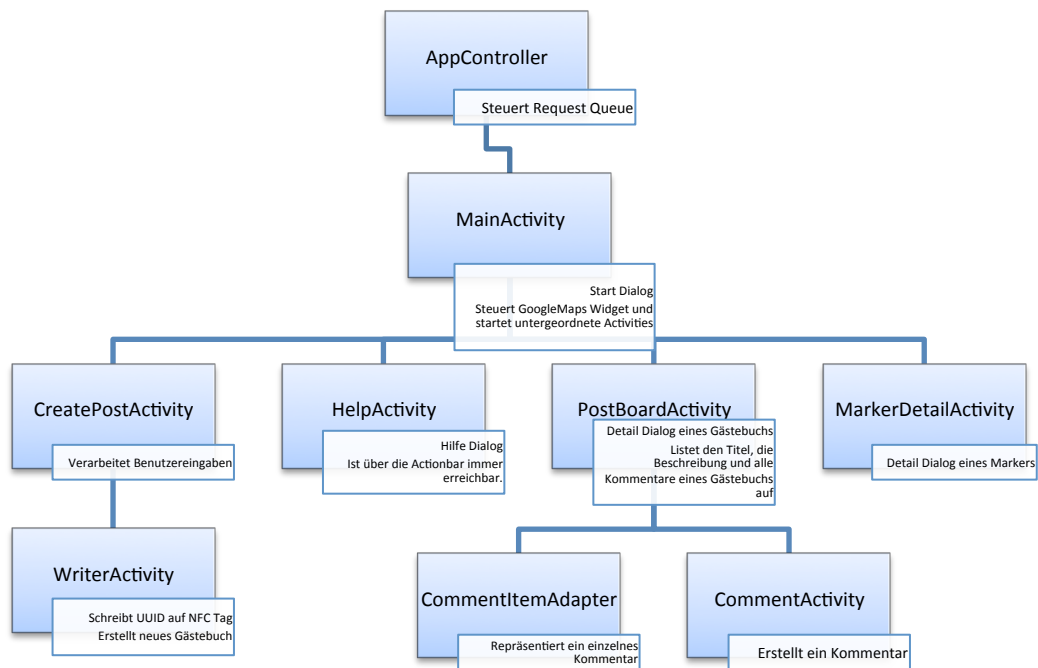 AppController
Steuert Request Queue
MainActivity
Start Dialog
Steuert GoogleMaps Widget und
startet untergeordnete Activities
CreatePostActivity
Verarbeitet Benutzereingaben
HelpActivity
Hilfe Dialog
Ist über die Actionbar immer
erreichbar.
PostBoardActivity
Detail Dialog eines Gästebuchs
Listet den Titel, die
Beschreibung und alle
Kommentare eines Gästebuchs
auf
MarkerDetailActivity
Detail Dialog eines Markers
WriterActivity
Schreibt UUID auf NFC Tag
Erstellt neues Gästebuch
CommentItemAdapter
Repräsentiert ein einzelnes
Kommentar
CommentActivity
Erstellt ein Kommentar